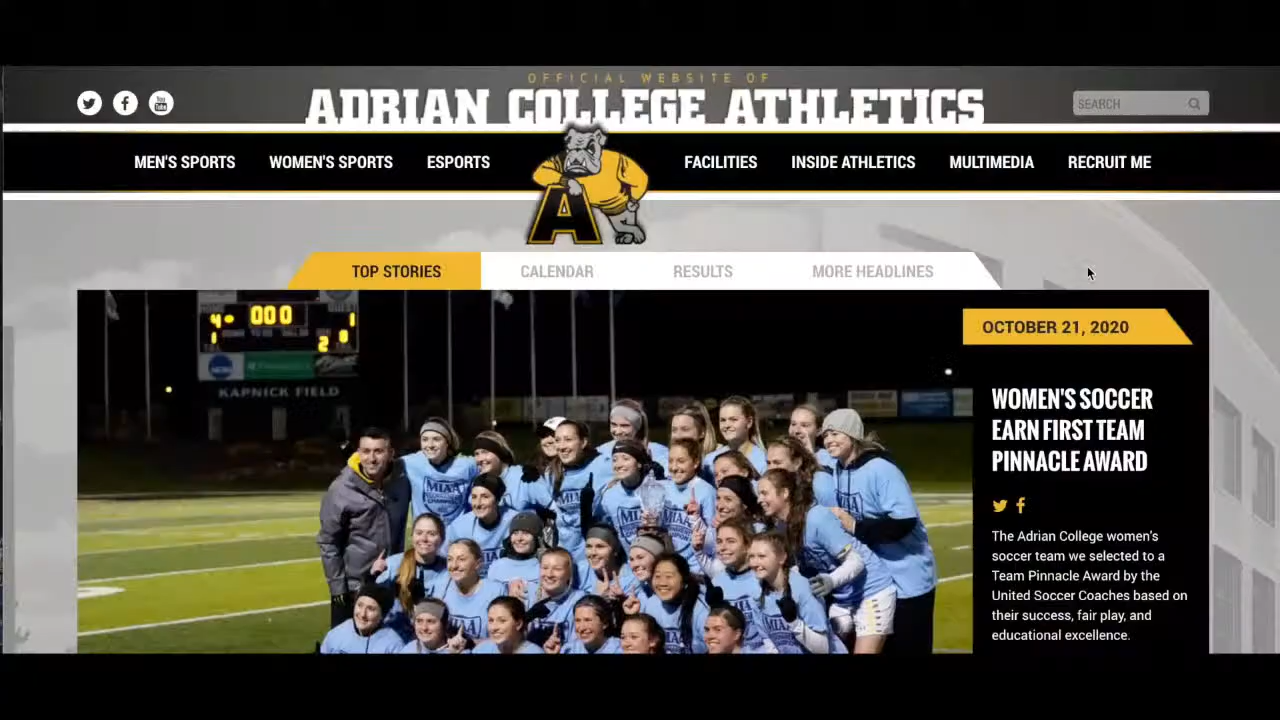 OFFICIAL WEBSITE OF
ADRIAN COLLEGE ATHLETICS
SEARCH
MEN'S SPORTS WOMEN'S SPORTS ESPORTS FACILITIES INSIDE ATHLETICS MULTIMEDIA RECRUIT ME
A
TOP STORIES CALENDAR RESULTS MORE HEADLINES
OCTOBER 21, 2020
KAPNICK FIELD
WOMEN'S SOCCER
EARN FIRST TEAM
PINNACLE AWARD
The Adrian College women's
soccer team we selected to a
Team Pinnacle Award by the
United Soccer Coaches based on
their success, fair play, and
educational excellence.
MIAA